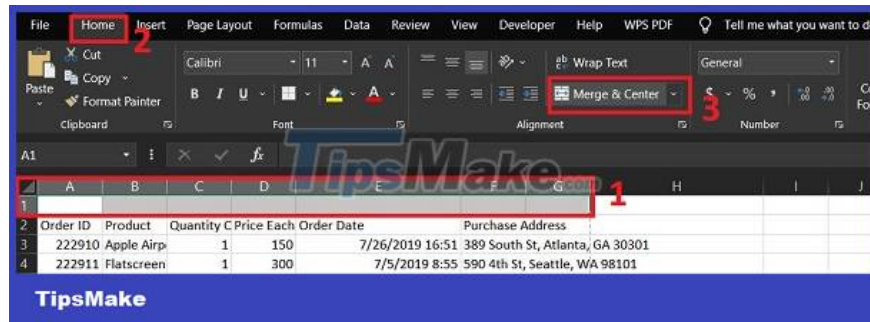 File Home Insert Page Layout Formulas Data Review View Developer Help WPS PDF Tell me what you want to d
2
Cut
Copy
Paste
Format Painter
Clipboard
Calibri 11 A A
B I U A
Font
ab Wrap Text
Merge & Center
Alignment
3
General
$ % ,
Number
A1 fx
TipsMake.com
A B C D E F G H I J
1 1
2 Order ID Product Quantity C Price Each Order Date Purchase Address
3 222910 Apple Airp 1 150 7/26/2019 16:51 389 South St, Atlanta, GA 30301
4 222911 Flatscreen 1 300 7/5/2019 8:55 590 4th St, Seattle, WA 98101
TipsMake